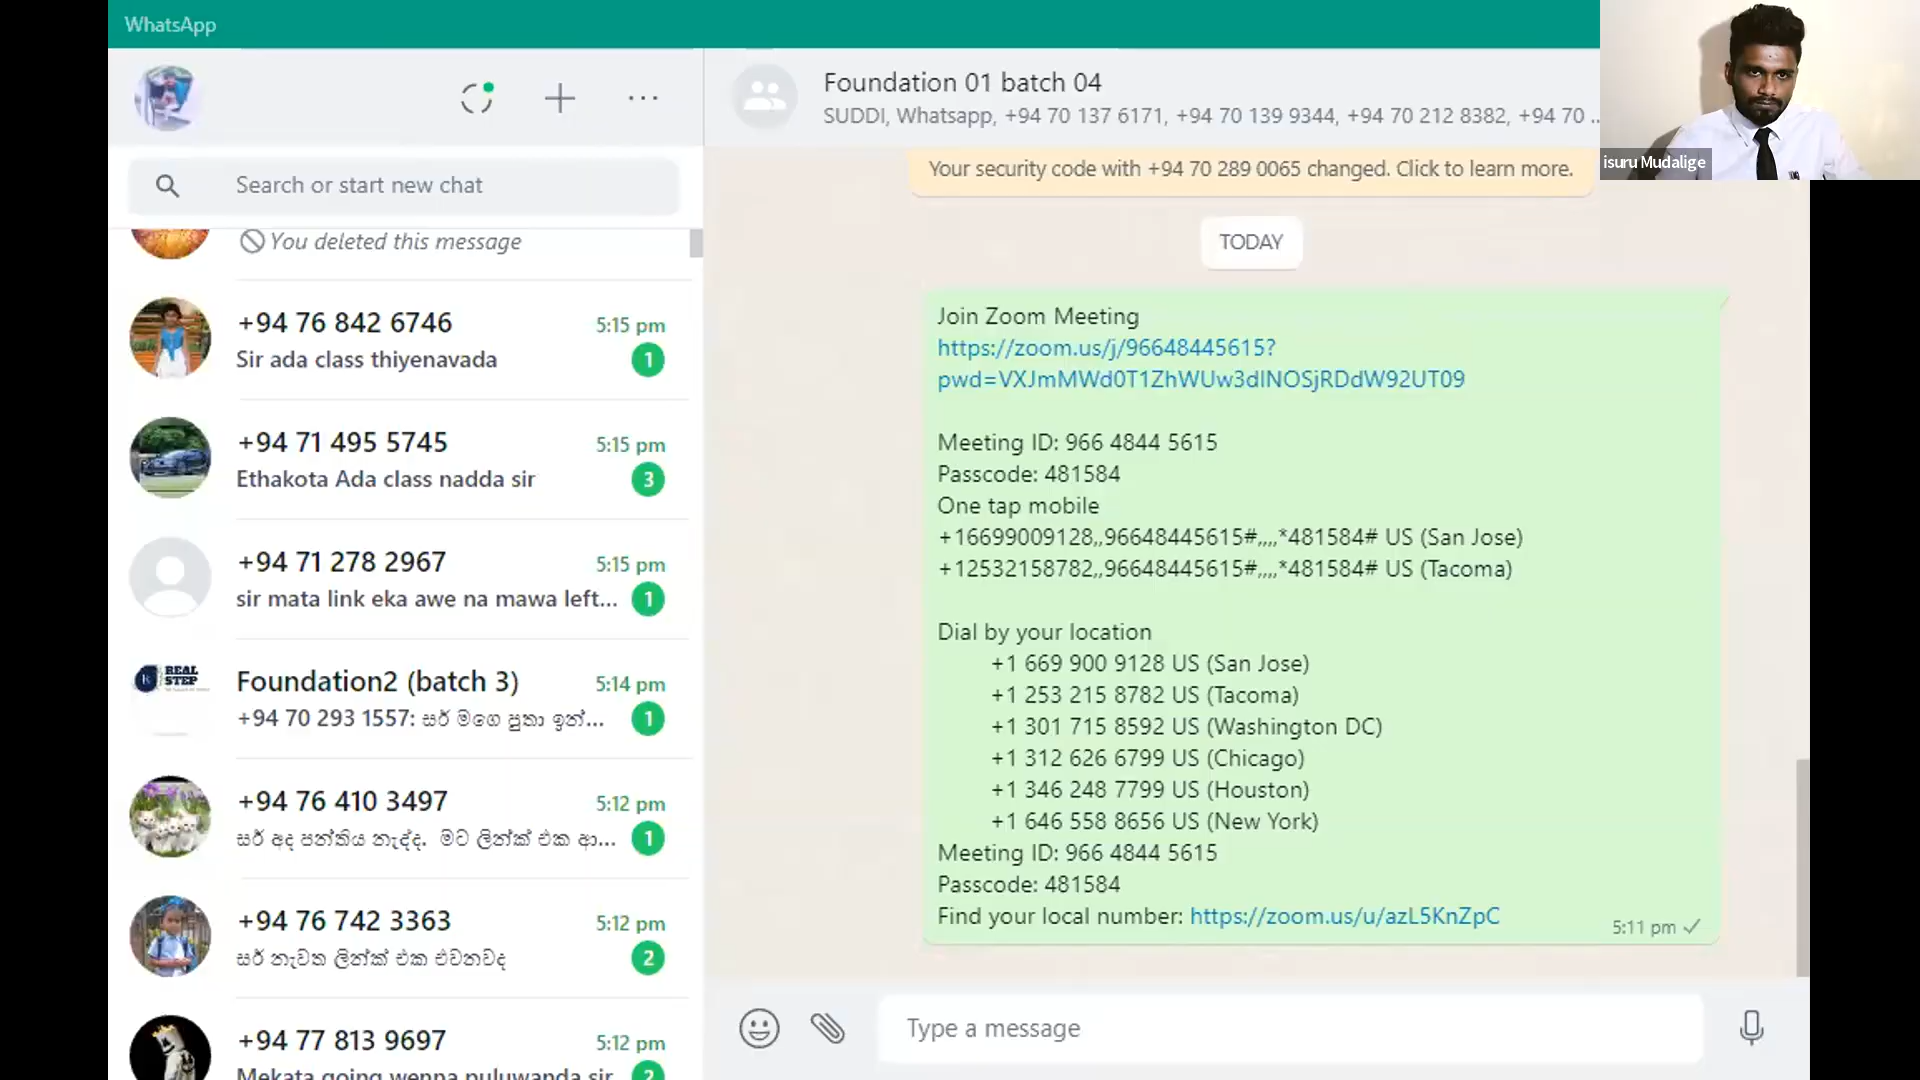 WhatsApp
Search or start new chat
You deleted this message
+94 76 842 6746
5:15 pm
Sir ada class thiyenavada
1
+94 71 495 5745
5:15 pm
Ethakota Ada class nadda sir
3
+94 71 278 2967
5:15 pm
sir mata link eka awe na mawa left...
1
REAL
STEP
Foundation2 (batch 3)
5:14 pm
+94 70 293 1557: සර් මගෙ පුතා ඉන්...
1
+94 76 410 3497
5:12 pm
සර් අද පන්තිය නැද්ද. මට ලින්ක් එක ආ...
1
+94 76 742 3363
5:12 pm
සර් නැවත ලින්ක් එක එවනවද
2
+94 77 813 9697
5:12 pm
Mekata going wenna puluwanda sir
2
Foundation 01 batch 04
SUDDI, Whatsapp, +94 70 137 6171, +94 70 139 9344, +94 70 212 8382, +94 70 ...
Your security code with +94 70 289 0065 changed. Click to learn more.
TODAY
Join Zoom Meeting
https://zoom.us/j/96648445615?
pwd=VXJmMWd0T1ZhWUw3dlNOSjRDdW92UT09
Meeting ID: 966 4844 5615
Passcode: 481584
One tap mobile
+16699009128,,96648445615#,,,,*481584# US (San Jose)
+12532158782,,96648445615#,,,,*481584# US (Tacoma)
Dial by your location
+1 669 900 9128 US (San Jose)
+1 253 215 8782 US (Tacoma)
+1 301 715 8592 US (Washington DC)
+1 312 626 6799 US (Chicago)
+1 346 248 7799 US (Houston)
+1 646 558 8656 US (New York)
Meeting ID: 966 4844 5615
Passcode: 481584
Find your local number: https://zoom.us/u/azL5KnZpC
5:11 pm
Type a message
isuru Mudalige